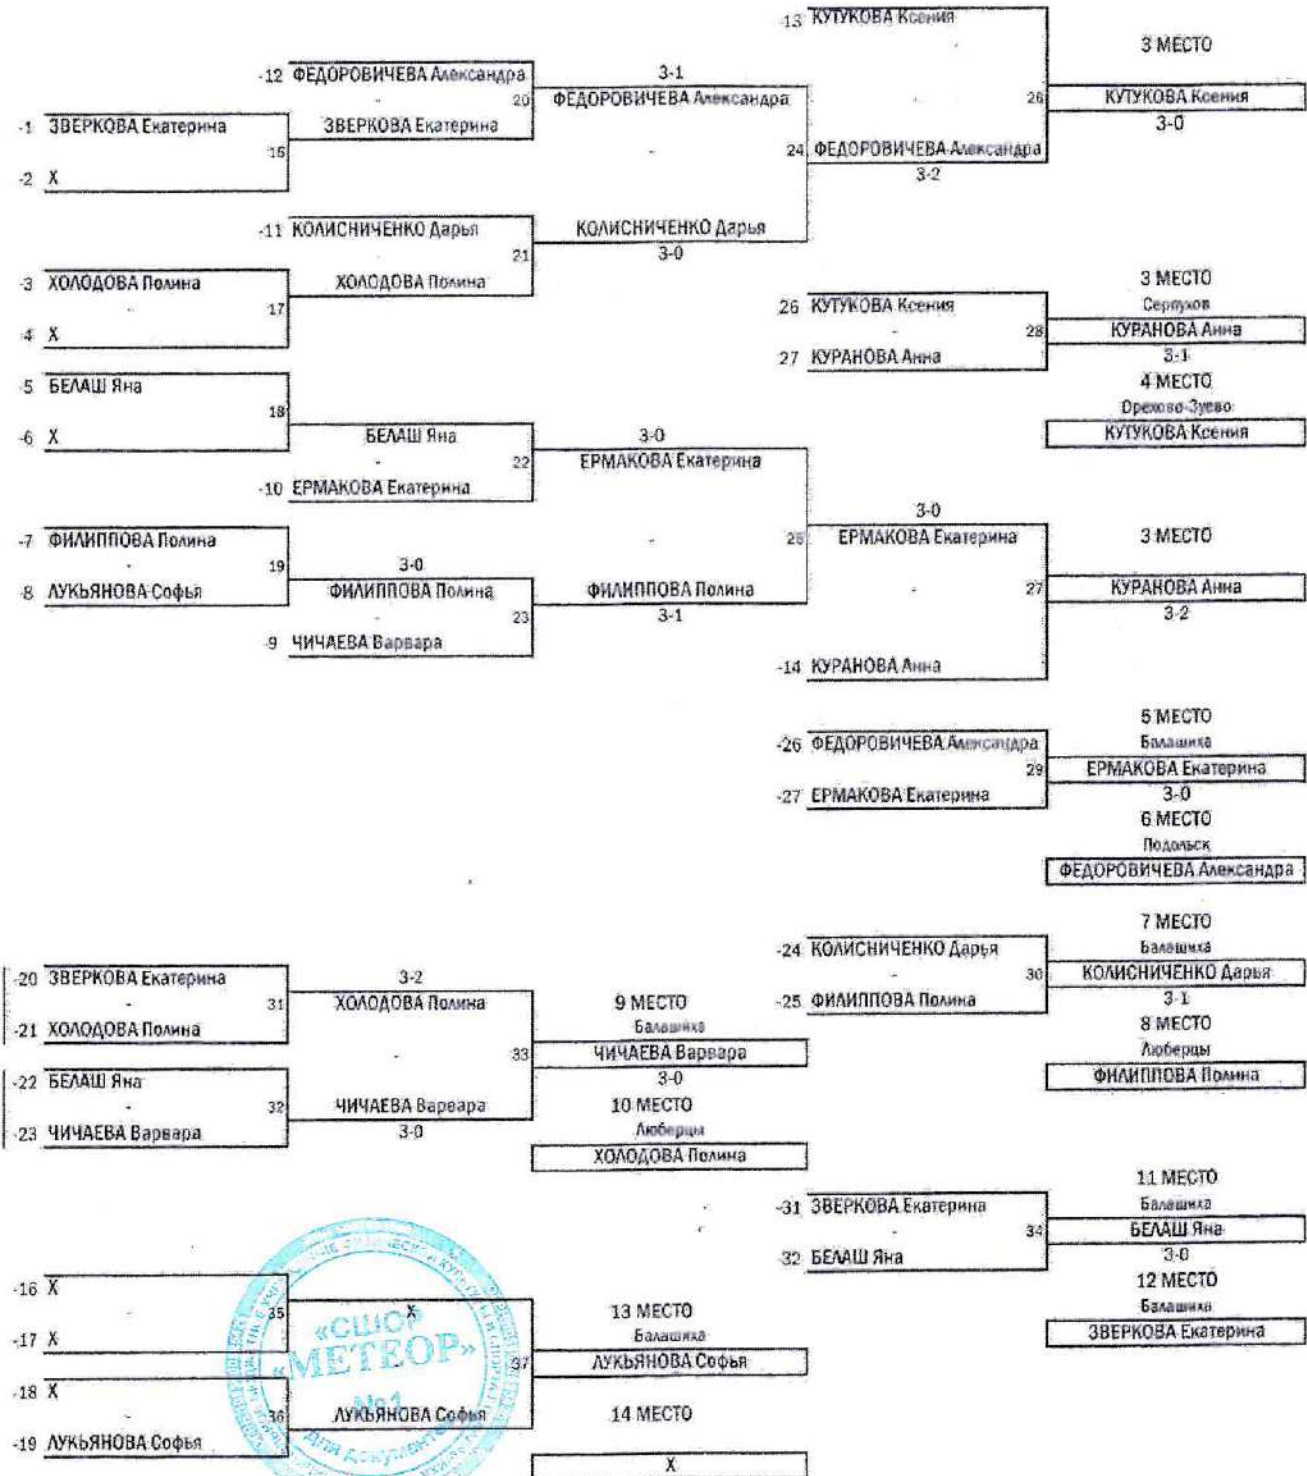 -13 КУТУКОВА Ксения
3 МЕСТО
-12 ФЕДОРОВИЧЕВА Александра
3-1
20
ФЕДОРОВИЧЕВА Александра
26
КУТУКОВА Ксения
-1 ЗВЕРКОВА Екатерина
ЗВЕРКОВА Екатерина
3-0
16
24 ФЕДОРОВИЧЕВА Александра
-2 X
3-2
-11 КОЛИСНИЧЕНКО Дарья
КОЛИСНИЧЕНКО Дарья
21
3-0
-3 ХОЛОДОВА Полина
ХОЛОДОВА Полина
3 МЕСТО
17
26 КУТУКОВА Ксения
Серпухов
-4 X
28
КУРАНОВА Анна
27 КУРАНОВА Анна
3-1
-5 БЕЛАШ Яна
4 МЕСТО
18
Орехово-Зуево
-6 X
БЕЛАШ Яна
3-0
КУТУКОВА Ксения
22
ЕРМАКОВА Екатерина
-10 ЕРМАКОВА Екатерина
3-0
-7 ФИЛИППОВА Полина
25
ЕРМАКОВА Екатерина
3 МЕСТО
19
3-0
-8 ЛУКЬЯНОВА Софья
ФИЛИППОВА Полина
ФИЛИППОВА Полина
27
КУРАНОВА Анна
23
3-1
3-2
-9 ЧИЧАЕВА Варвара
-14 КУРАНОВА Анна
5 МЕСТО
-26 ФЕДОРОВИЧЕВА Александра
Балашиха
29
ЕРМАКОВА Екатерина
-27 ЕРМАКОВА Екатерина
3-0
6 МЕСТО
Подольск
ФЕДОРОВИЧЕВА Александра
7 МЕСТО
-24 КОЛИСНИЧЕНКО Дарья
Балашиха
30
КОЛИСНИЧЕНКО Дарья
-25 ФИЛИППОВА Полина
3-1
8 МЕСТО
Люберцы
ФИЛИППОВА Полина
-20 ЗВЕРКОВА Екатерина
3-2
31
ХОЛОДОВА Полина
9 МЕСТО
-21 ХОЛОДОВА Полина
Балашиха
33
ЧИЧАЕВА Варвара
-22 БЕЛАШ Яна
3-0
32
ЧИЧАЕВА Варвара
10 МЕСТО
-23 ЧИЧАЕВА Варвара
3-0
Люберцы
ХОЛОДОВА Полина
11 МЕСТО
-31 ЗВЕРКОВА Екатерина
Балашиха
34
БЕЛАШ Яна
-32 БЕЛАШ Яна
3-0
12 МЕСТО
Балашиха
ЗВЕРКОВА Екатерина
-16 X
35
X
13 МЕСТО
-17 X
Балашиха
37
ЛУКЬЯНОВА Софья
-18 X
36
ЛУКЬЯНОВА Софья
14 МЕСТО
-19 ЛУКЬЯНОВА Софья
X
«СШОР
«МЕТЕОР»
№1
для документов